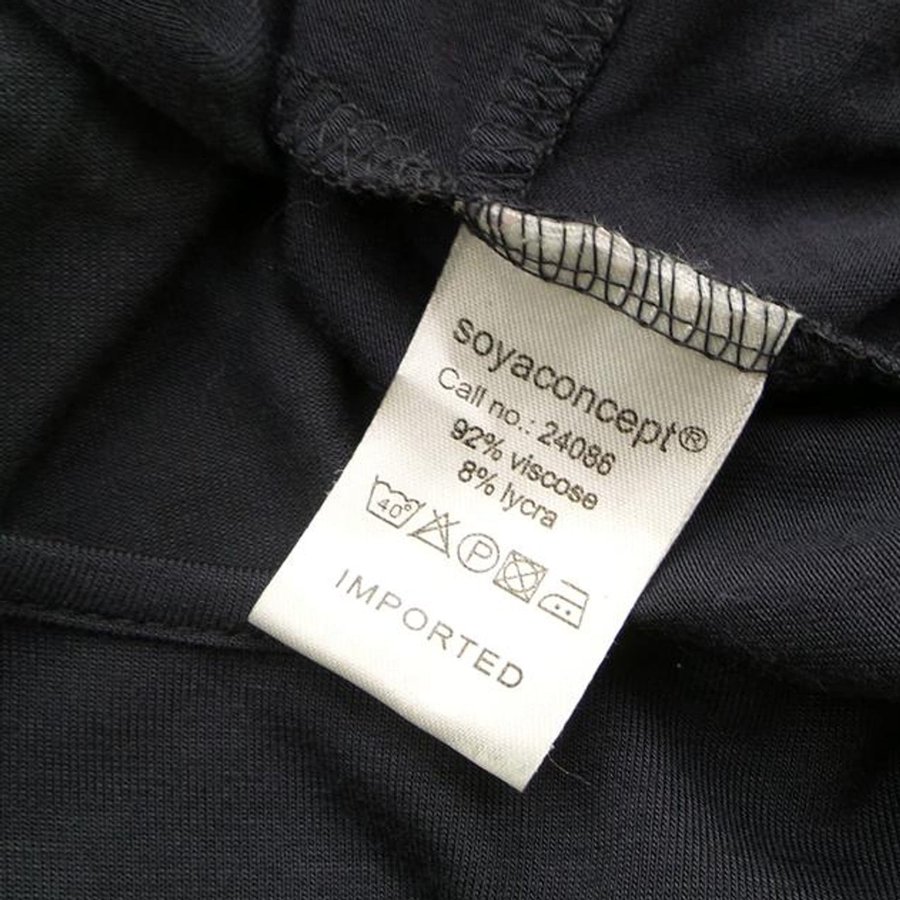 soyaconcept®
Call no.: 24086
92% viscose
8% lycra
40° P
IMPORTED